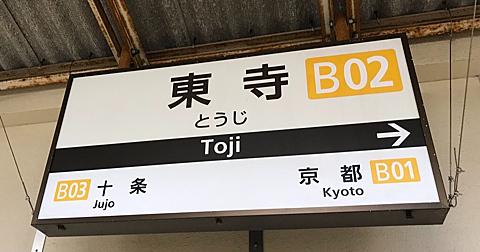 東寺 B02
とうじ
Toji →
B03 十条 京都 B01
Jujo Kyoto